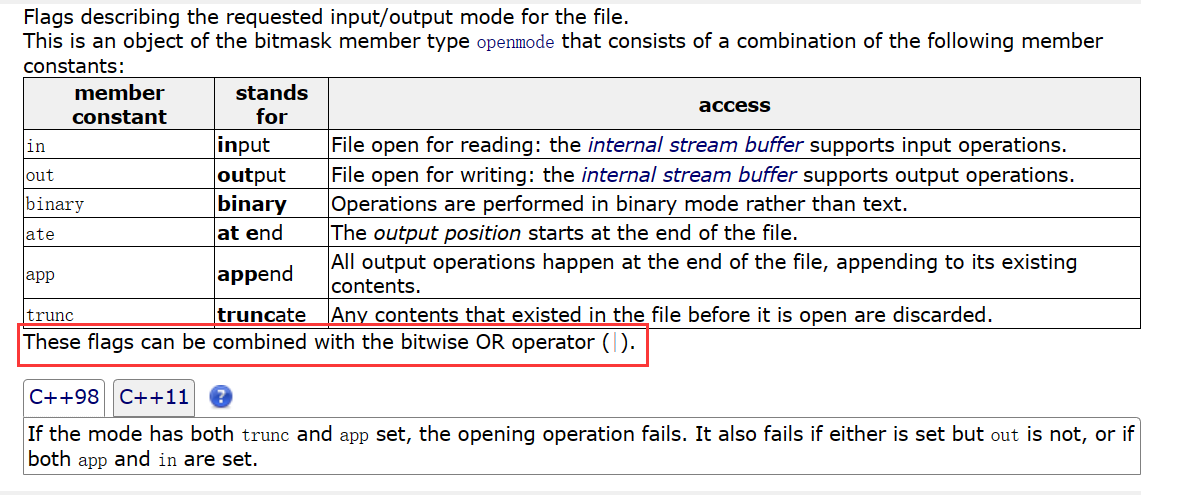 Flags describing the requested input/output mode for the file.
This is an object of the bitmask member type openmode that consists of a combination of the following member
constants:
member constant stands for access
in input File open for reading: the internal stream buffer supports input operations.
out output File open for writing: the internal stream buffer supports output operations.
binary binary Operations are performed in binary mode rather than text.
ate at end The output position starts at the end of the file.
app append All output operations happen at the end of the file, appending to its existing
contents.
trunc truncate Any contents that existed in the file before it is open are discarded.
These flags can be combined with the bitwise OR operator (|).
C++98 C++11 ?
If the mode has both trunc and app set, the opening operation fails. It also fails if either is set but out is not, or if
both app and in are set.